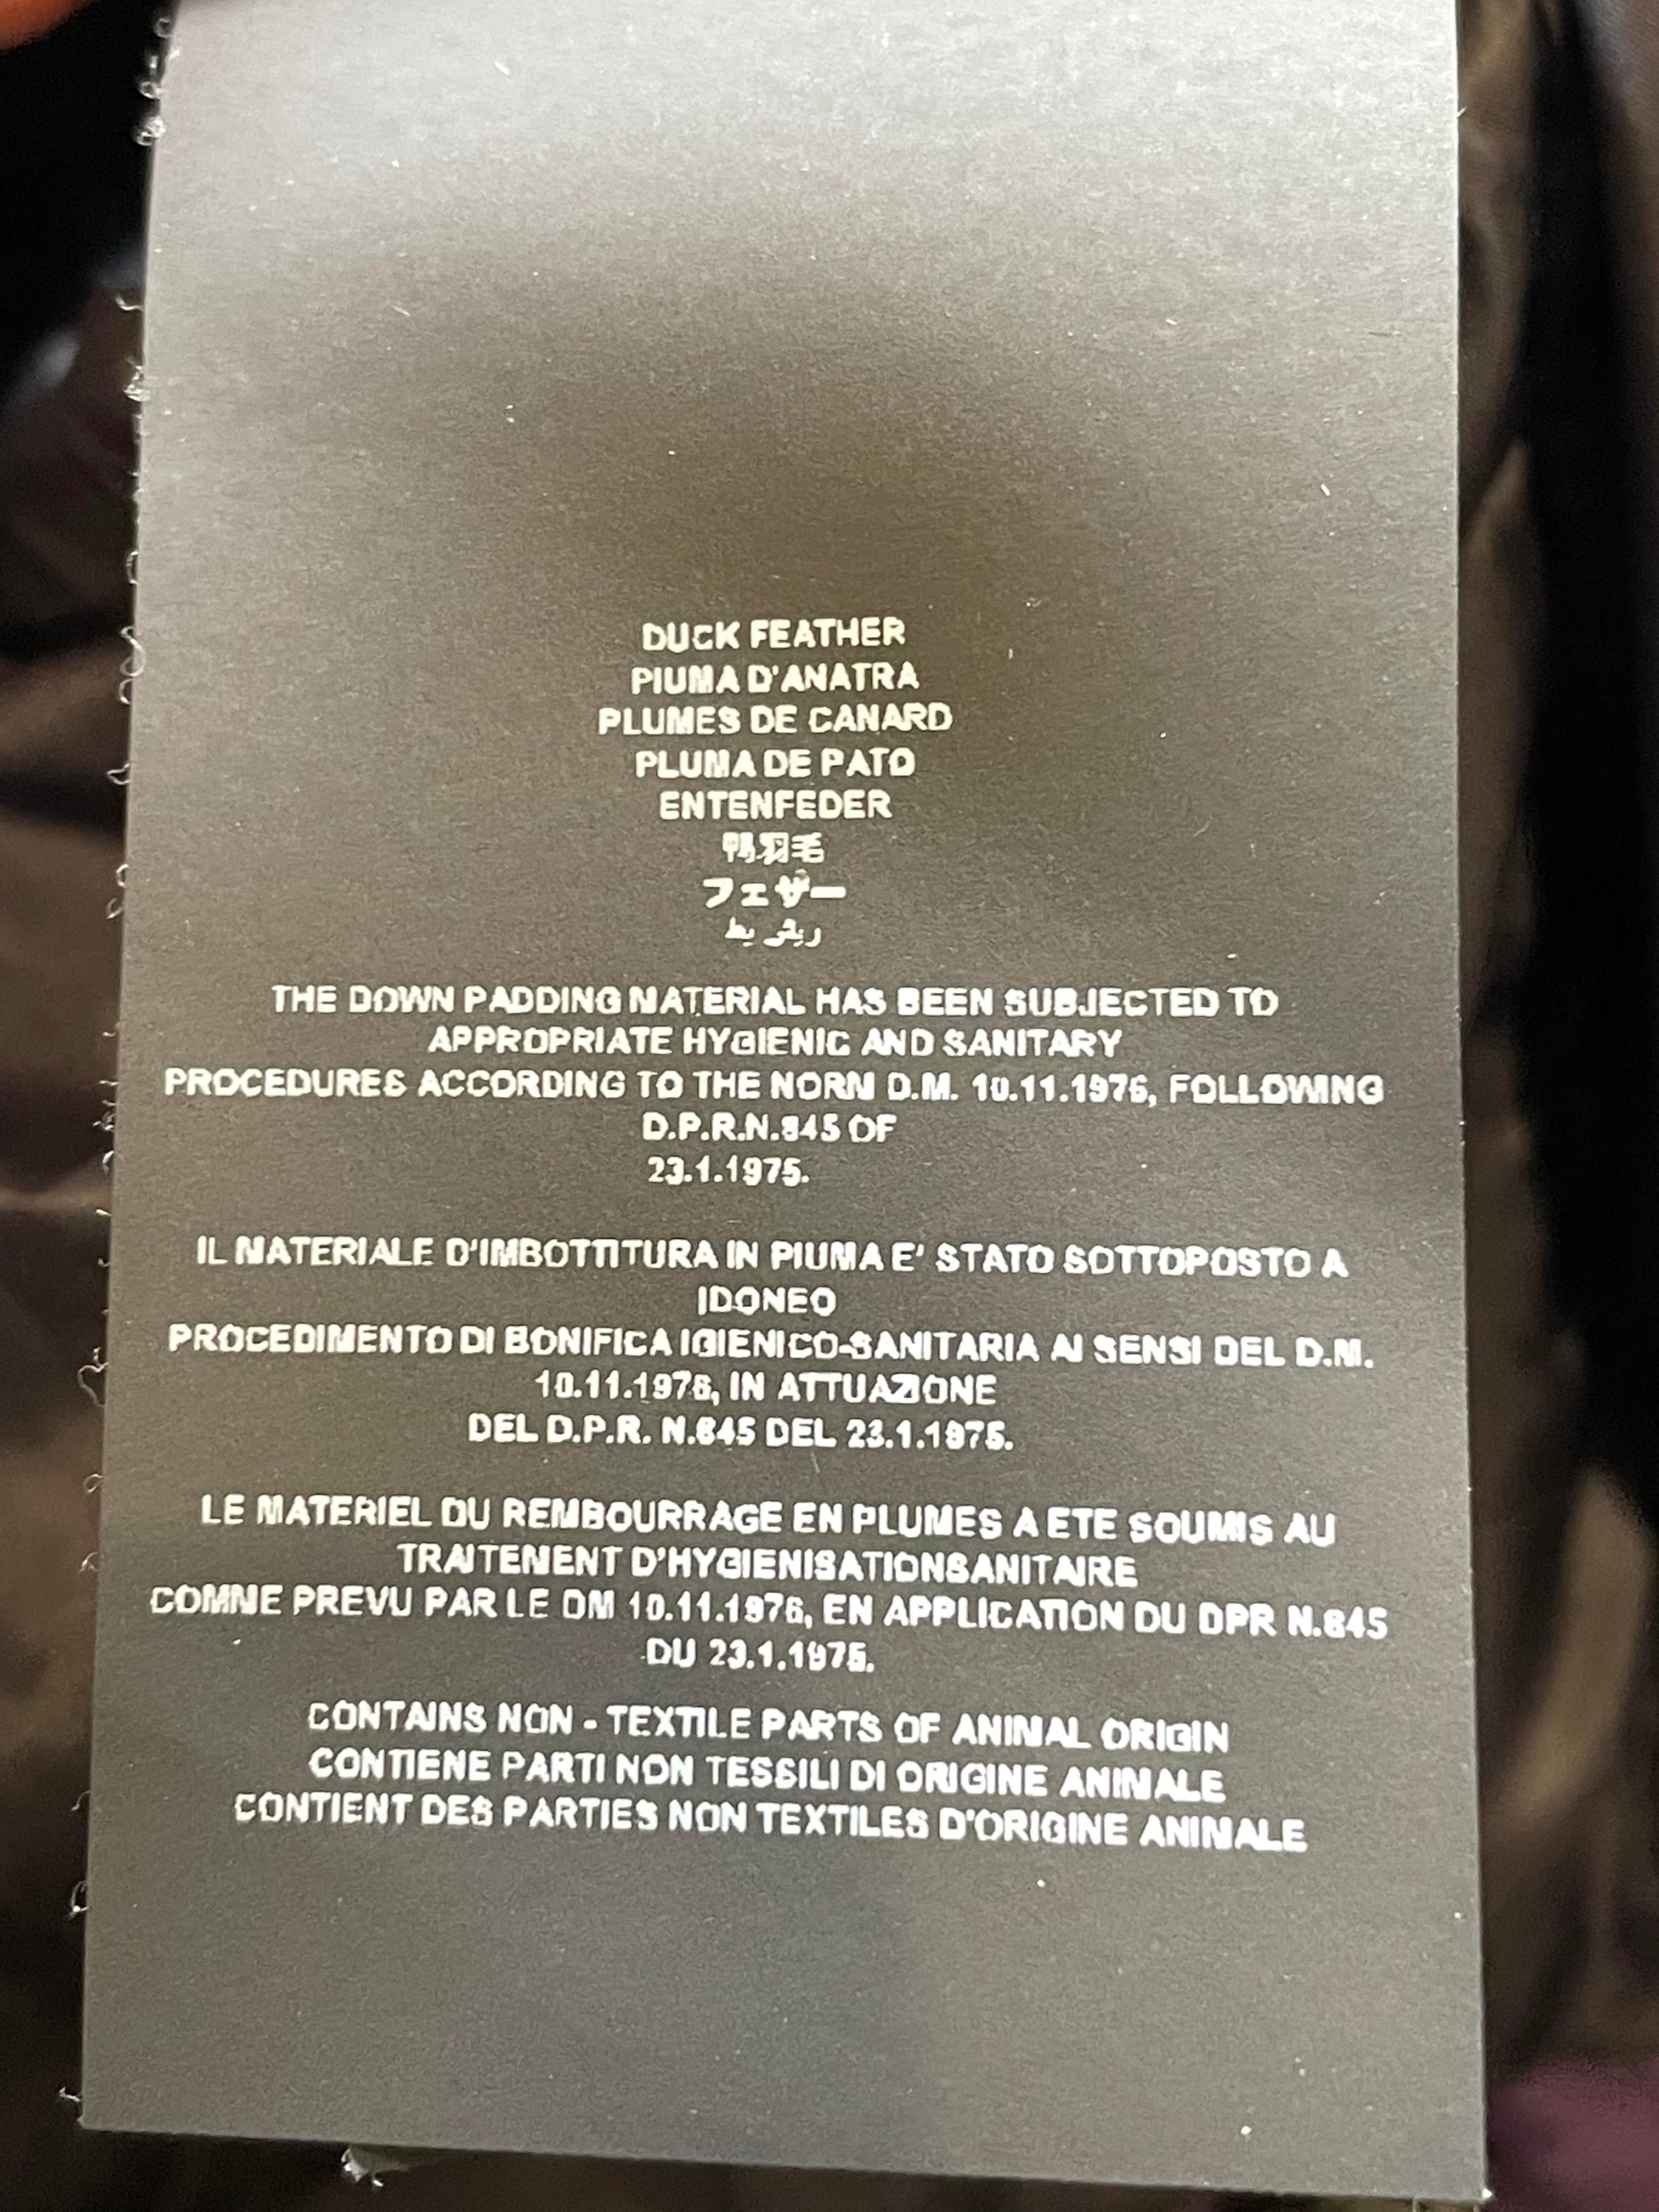 DUCK FEATHER
PIUMA D'ANATRA
PLUMES DE CANARD
PLUMA DE PATO
ENTENFEDER
鸭羽毛
フェザー
ريش بط
THE DOWN PADDING MATERIAL HAS BEEN SUBJECTED TO
APPROPRIATE HYGIENIC AND SANITARY
PROCEDURES ACCORDING TO THE NORM D.M. 10.11.1976, FOLLOWING
D.P.R.N.845 OF
23.1.1975.
IL MATERIALE D'IMBOTTITURA IN PIUMA E' STATO SOTTOPOSTO A
IDONEO
PROCEDIMENTO DI BONIFICA IGIENICO-SANITARIA AI SENSI DEL D.M.
10.11.1976, IN ATTUAZIONE
DEL D.P.R. N.845 DEL 23.1.1975.
LE MATERIEL DU REMBOURRAGE EN PLUMES A ETE SOUMIS AU
TRAITEMENT D'HYGIENISATIONSANITAIRE
COMME PREVU PAR LE DM 10.11.1976, EN APPLICATION DU DPR N.845
DU 23.1.1975.
CONTAINS NON - TEXTILE PARTS OF ANIMAL ORIGIN
CONTIENE PARTI NON TESSILI DI ORIGINE ANIMALE
CONTIENT DES PARTIES NON TEXTILES D'ORIGINE ANIMALE